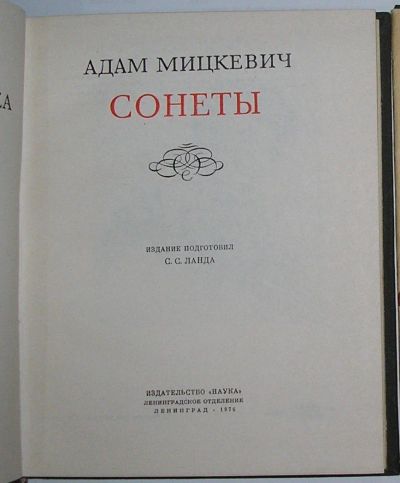 АДАМ МИЦКЕВИЧ
СОНЕТЫ
ИЗДАНИЕ ПОДГОТОВИЛ
С. С. ЛАНДА
ИЗДАТЕЛЬСТВО «НАУКА»
ЛЕНИНГРАДСКОЕ ОТДЕЛЕНИЕ
ЛЕНИНГРАД · 1976